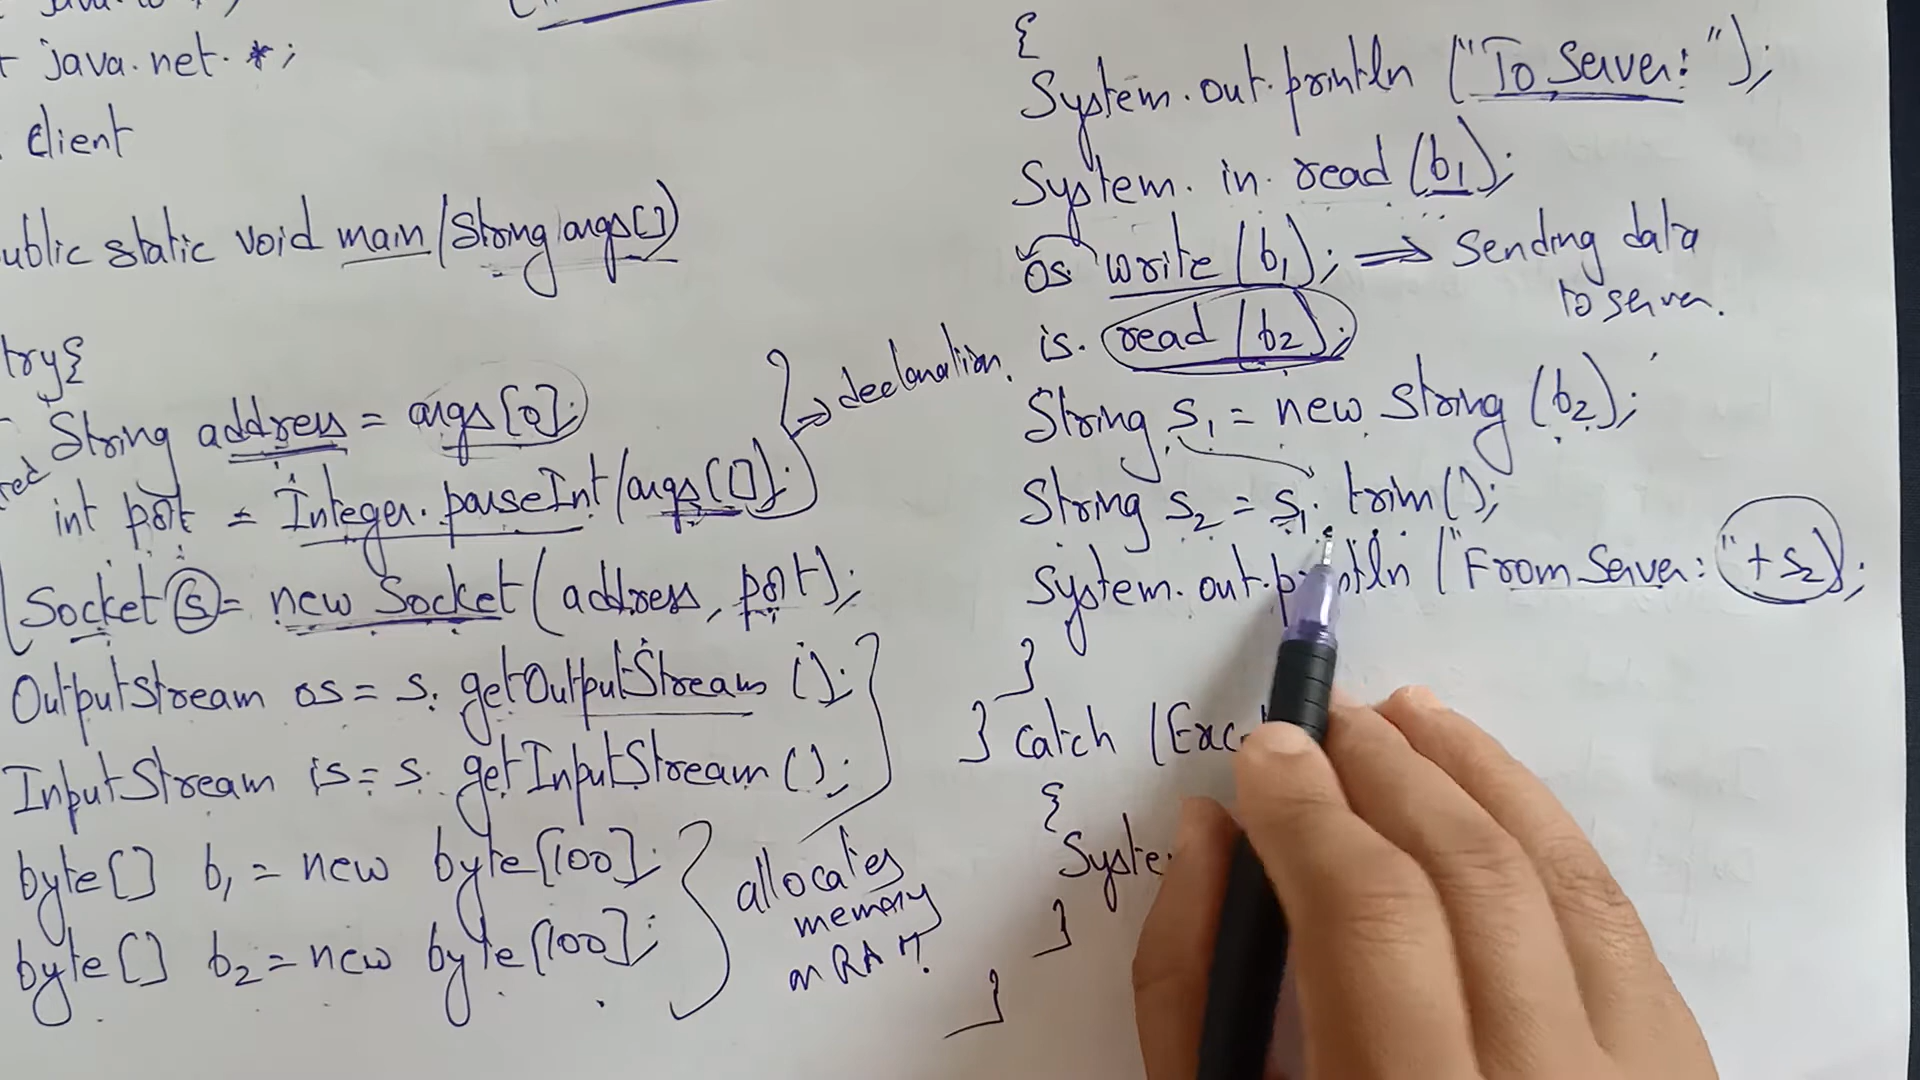 java.net.*;
Client
public static void main(String args[])
try{
String address = args[0];
int port = Integer.parseInt(args[1]);
} => declaration.
Socket s = new Socket(address, port);
OutputStream os = s.getOutputStream();
InputStream is = s.getInputStream();
byte[] b1 = new byte[100];
byte[] b2 = new byte[100];
allocates
memory
on RAM.
{
System.out.println ("To Server:");
System.in.read(b1);
os.write(b1); => Sending data
to server.
is.read(b2);
String s1 = new String(b2);
String s2 = s1.trim();
System.out.println ("From Server: "+s2);
}
} catch (Exc
{
Syste
}
}